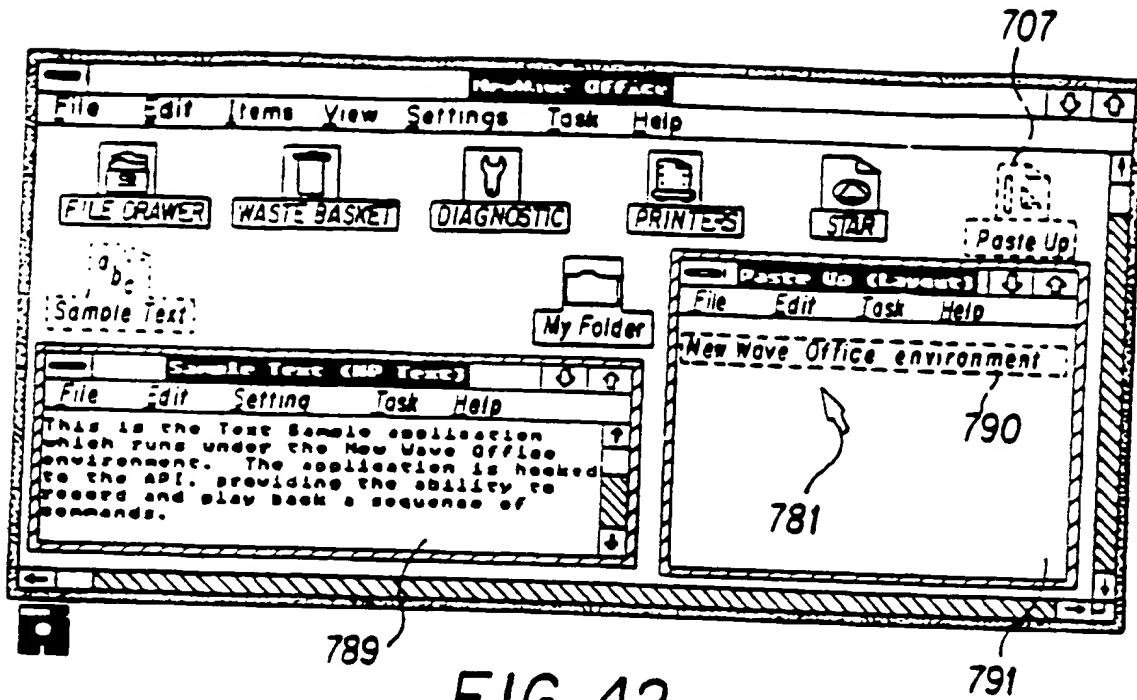 707
NewWave Office
File Edit Items View Settings Task Help
FILE DRAWER WASTE BASKET DIAGNOSTIC PRINTERS STAR Paste Up
abc
Sample Text
My Folder
Paste Up (Layout)
File Edit Task Help
New Wave Office environment
790
781
Sample Text (HP Text)
File Edit Setting Task Help
This is the Text Sample application
which runs under the New Wave Office
environment. The application is hooked
to the API, providing the ability to
record and play back a sequence of
commands.
789
791
FIG 42